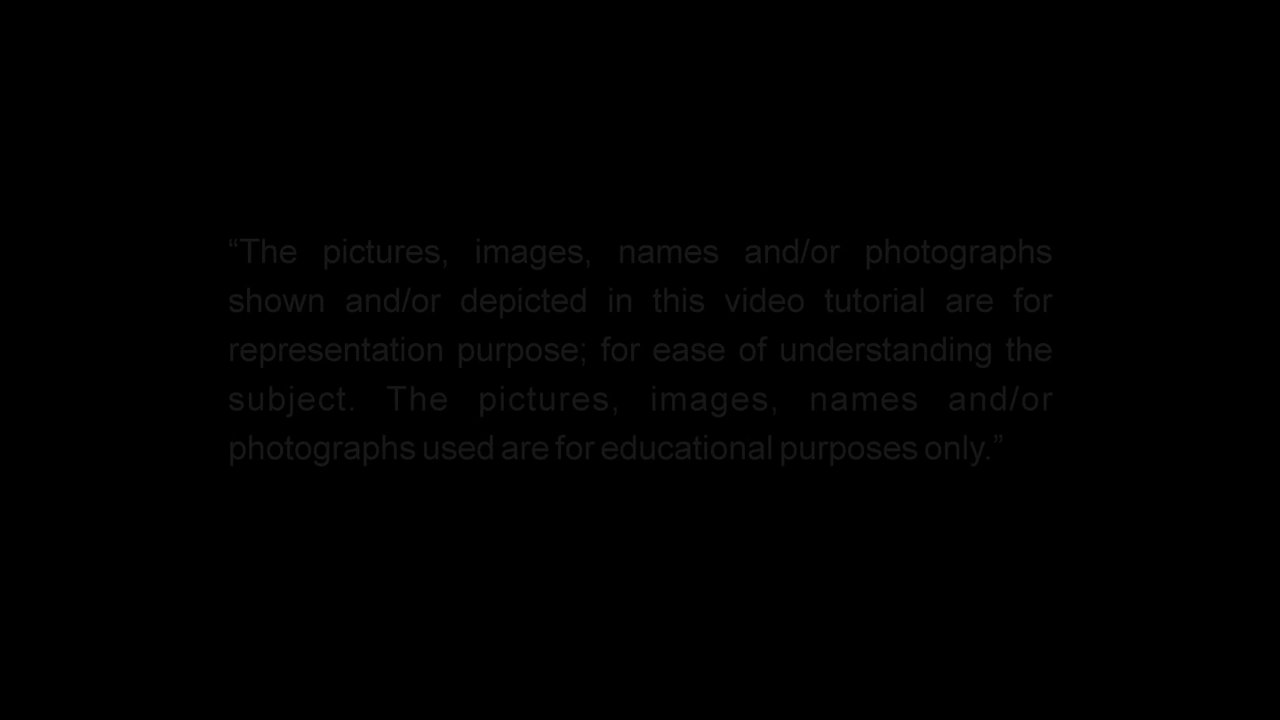 “The pictures, images, names and/or photographs
shown and/or depicted in this video tutorial are for
representation purpose; for ease of understanding the
subject. The pictures, images, names and/or
photographs used are for educational purposes only.”